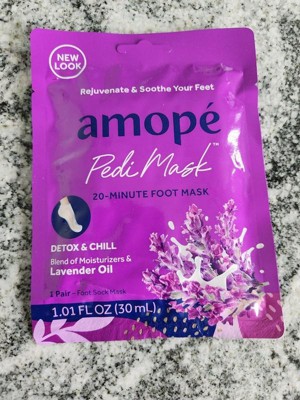 NEW
LOOK
Rejuvenate & Soothe Your Feet
amopé
Pedi Mask™
20-MINUTE FOOT MASK
DETOX & CHILL
Blend of Moisturizers &
Lavender Oil
1 Pair - Foot Sock Mask
1.01 FL OZ (30 mL)